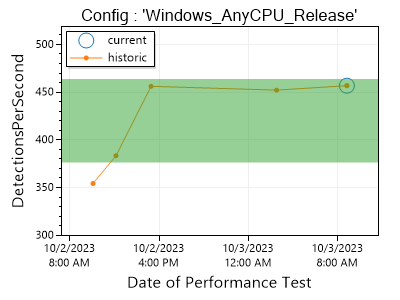 Config : 'Windows_AnyCPU_Release'
current
historic
DetectionsPerSecond
500
450
400
350
300
10/2/2023 10/2/2023 10/3/2023 10/3/2023
8:00 AM 4:00 PM 12:00 AM 8:00 AM
Date of Performance Test